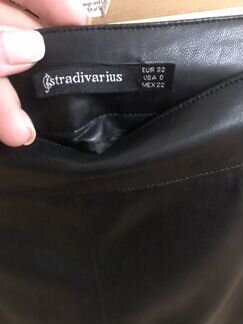 stradivarius
EUR 32
USA 0
MEX 22